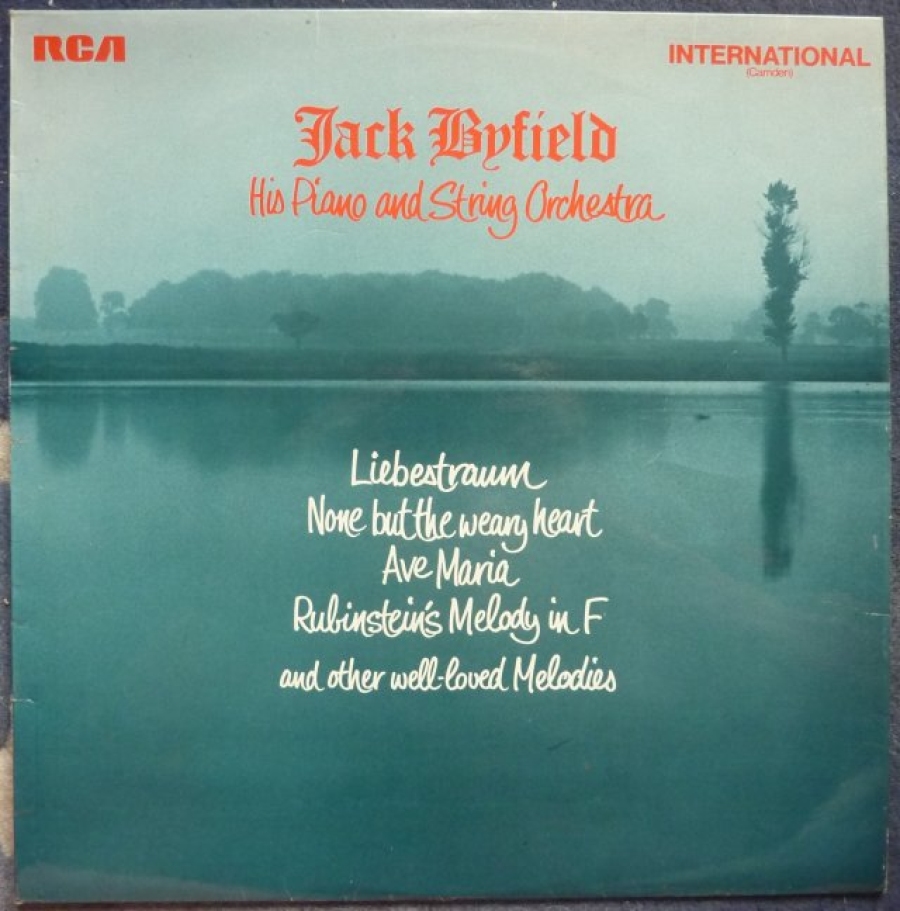 RCA
INTERNATIONAL
(Camden)
Jack Byfield
His Piano and String Orchestra
Liebestraum
None but the weary heart
Ave Maria
Rubinstein's Melody in F
and other well-loved Melodies